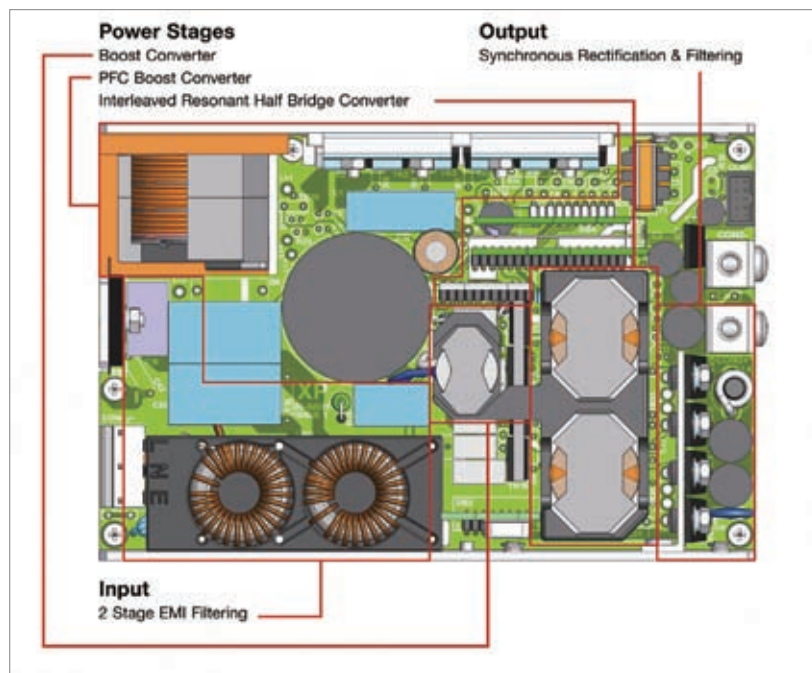 Power Stages
Boost Converter
PFC Boost Converter
Interleaved Resonant Half Bridge Converter
Output
Synchronous Rectification & Filtering
L N E
Input
2 Stage EMI Filtering